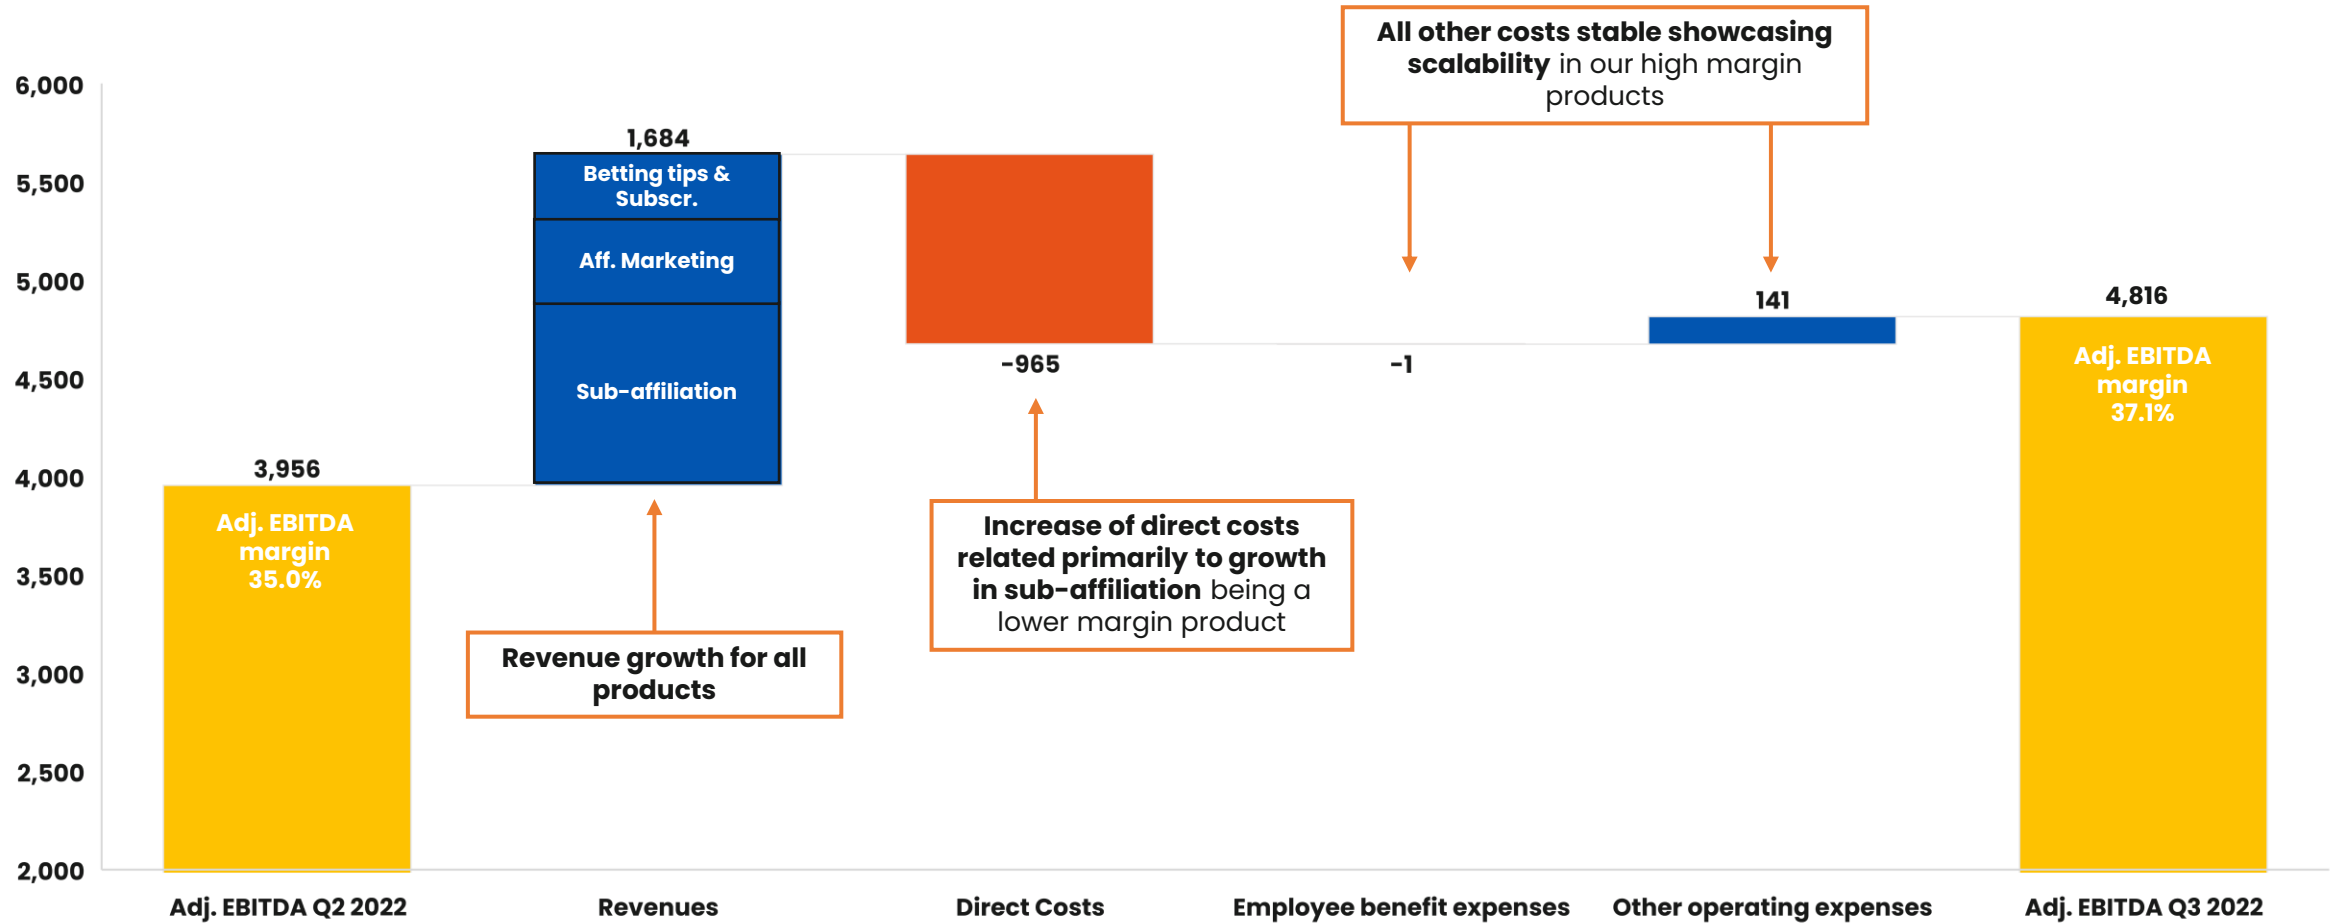 All other costs stable showcasing
scalability in our high margin
products
6,000
5,500
5,000
4,500
4,000
3,500
3,000
2,500
2,000
3,956
Adj. EBITDA
margin
35.0%
1,684
Betting tips &
Subscr.
Aff. Marketing
Sub-affiliation
Revenue growth for all
products
-965
Increase of direct costs
related primarily to growth
in sub-affiliation being a
lower margin product
-1
141
4,816
Adj. EBITDA
margin
37.1%
Adj. EBITDA Q2 2022
Revenues
Direct Costs
Employee benefit expenses
Other operating expenses
Adj. EBITDA Q3 2022